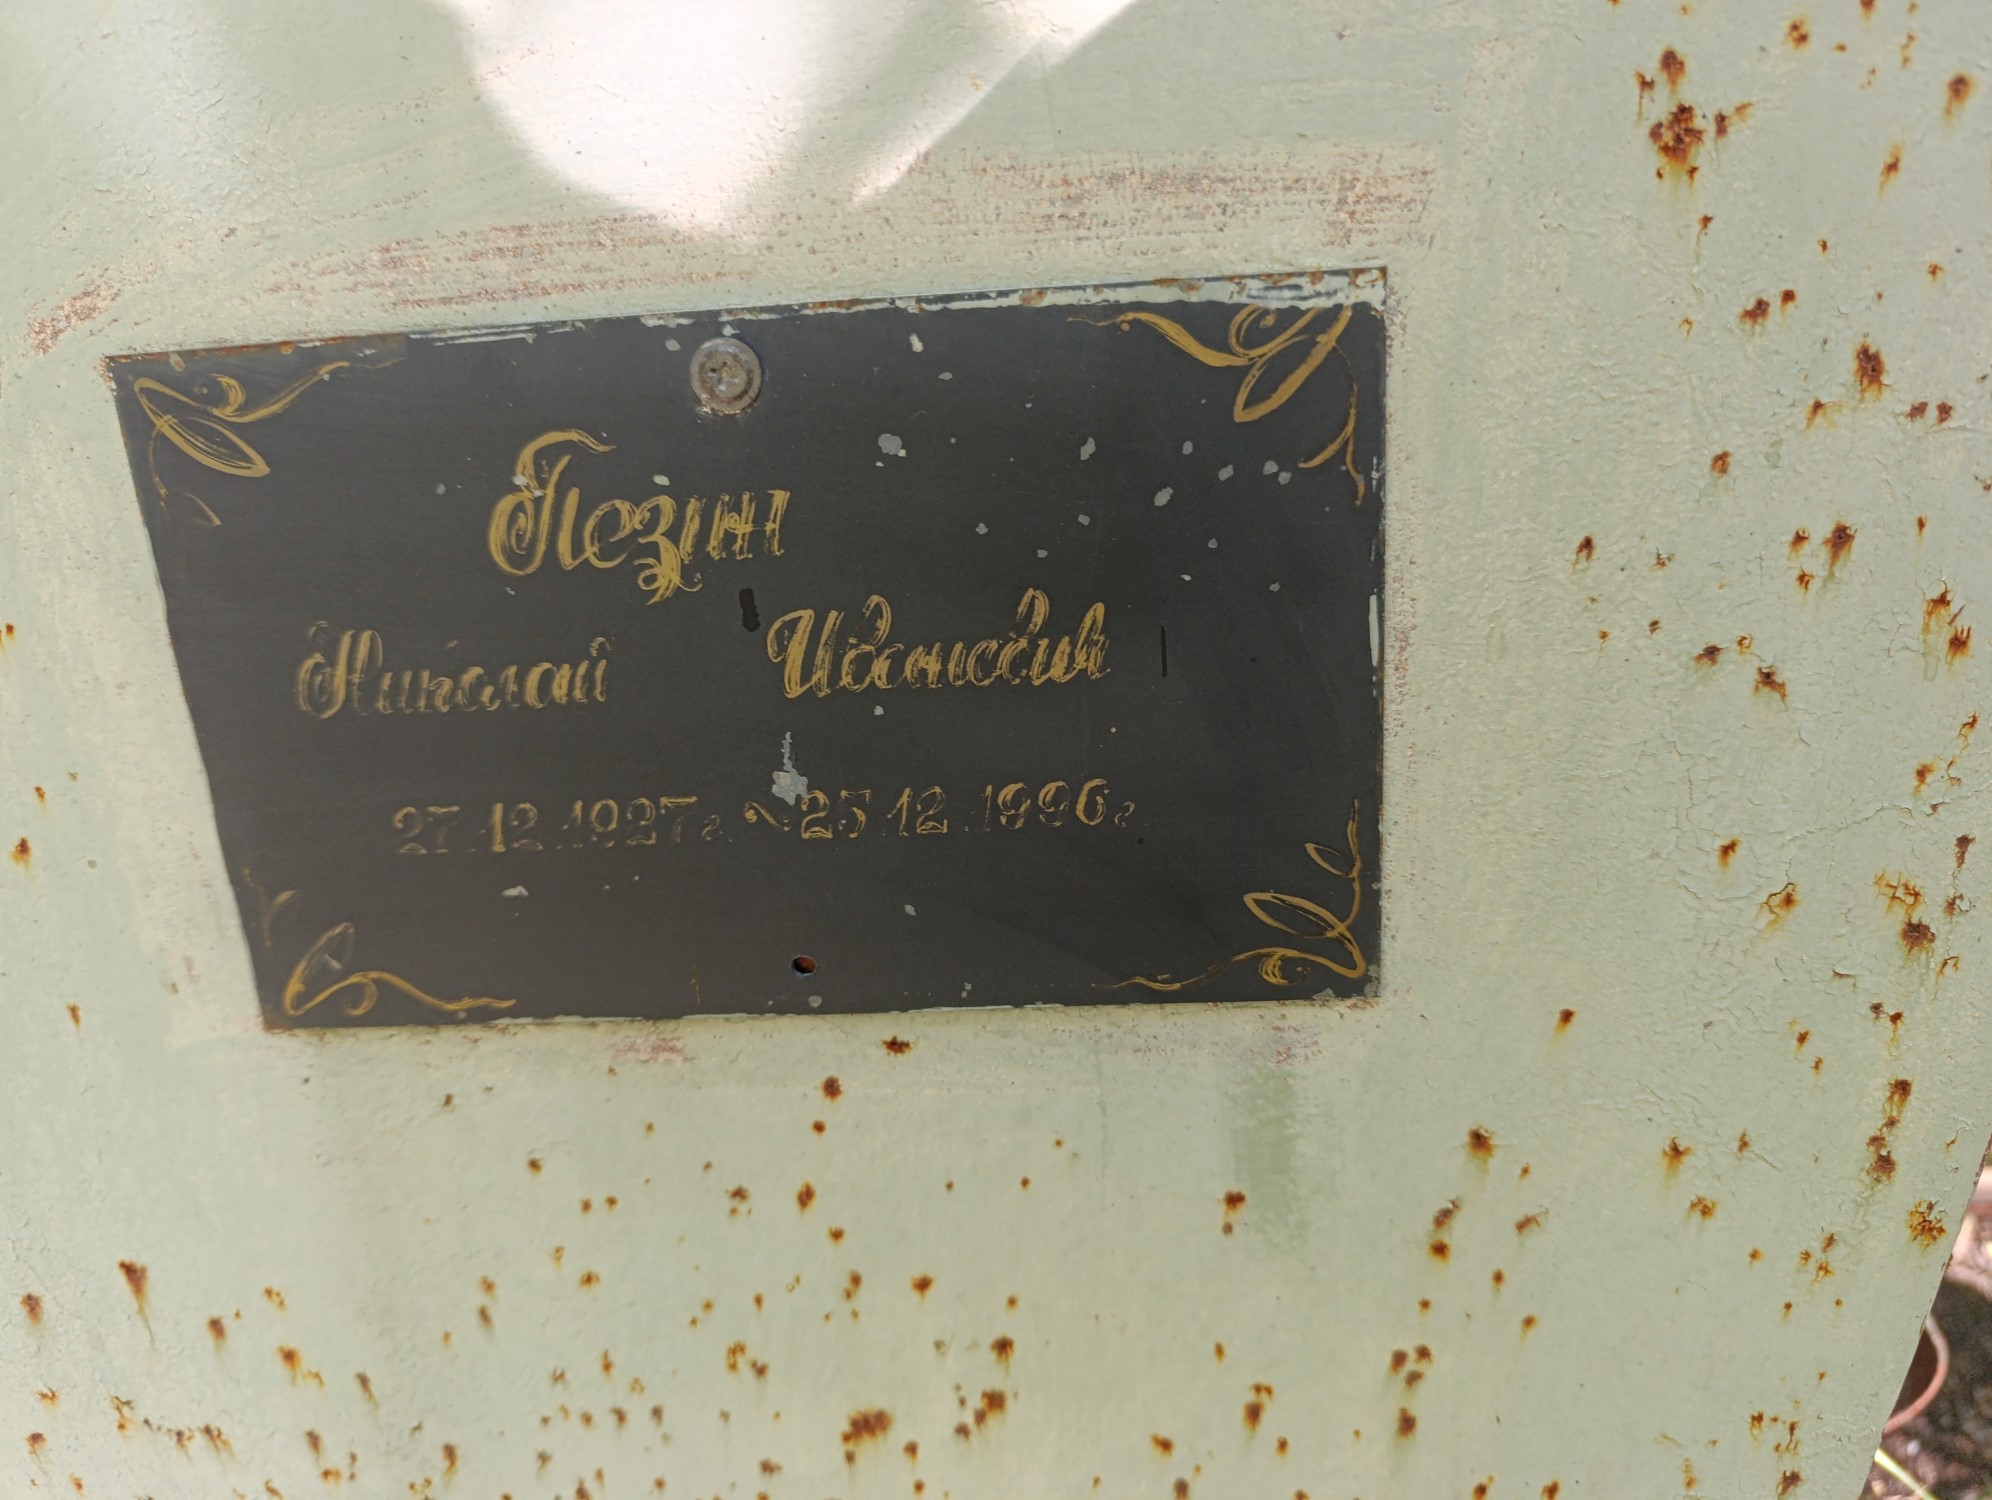 Пезин
Николай Иванович
27.12.1927г. ~ 25.12.1996г